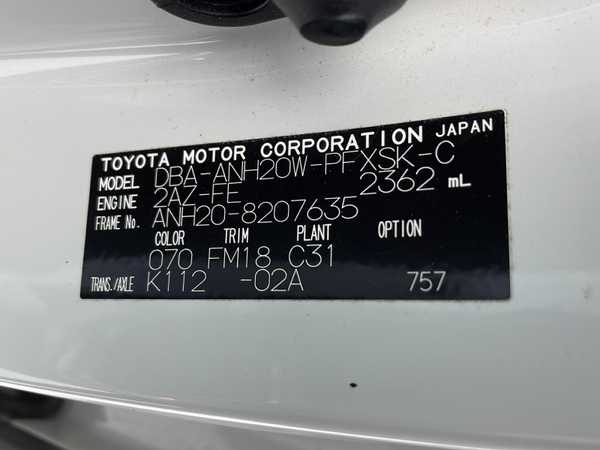 TOYOTA MOTOR CORPORATION JAPAN
MODEL DBA-ANH20W-PFXSK-C
ENGINE 2AZ-FE 2362 mL
FRAME No. ANH20-8207635
COLOR TRIM PLANT OPTION
070 FM18 C31
TRANS./AXLE K112 -02A 757